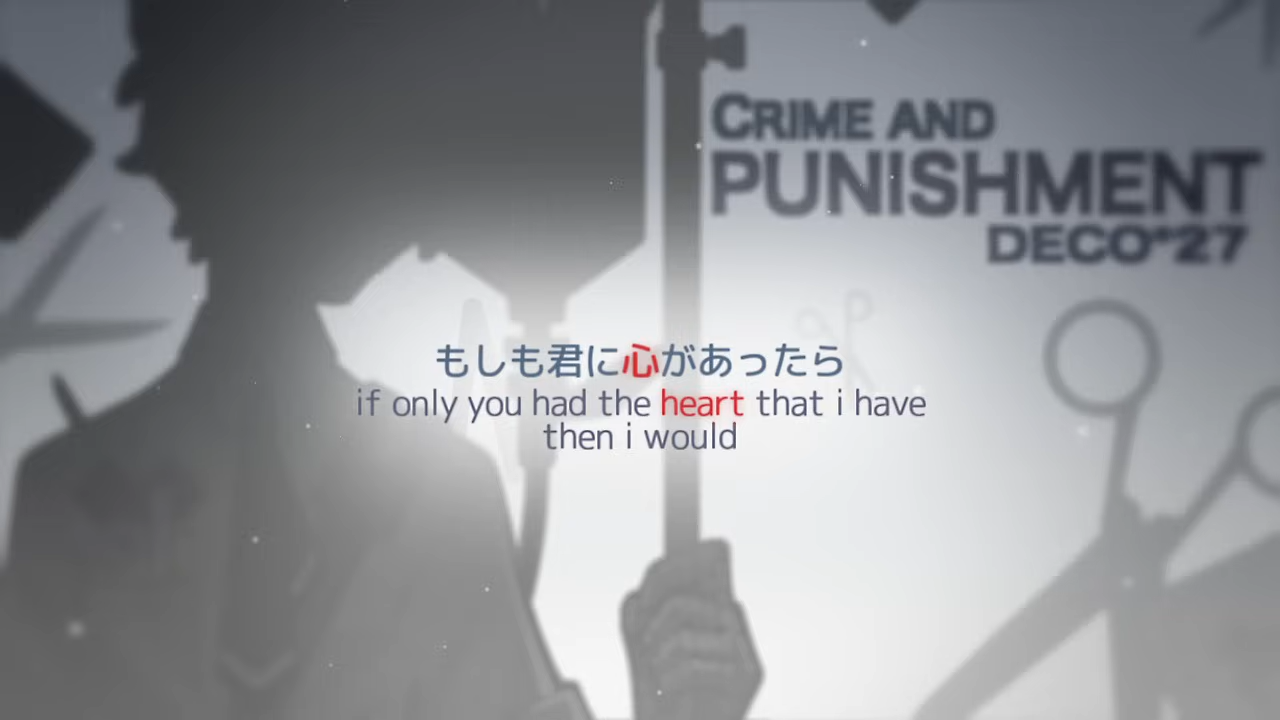 CRIME AND
PUNISHMENT
DECO*27
もしも君に心があったら
if only you had the heart that i have
then i would